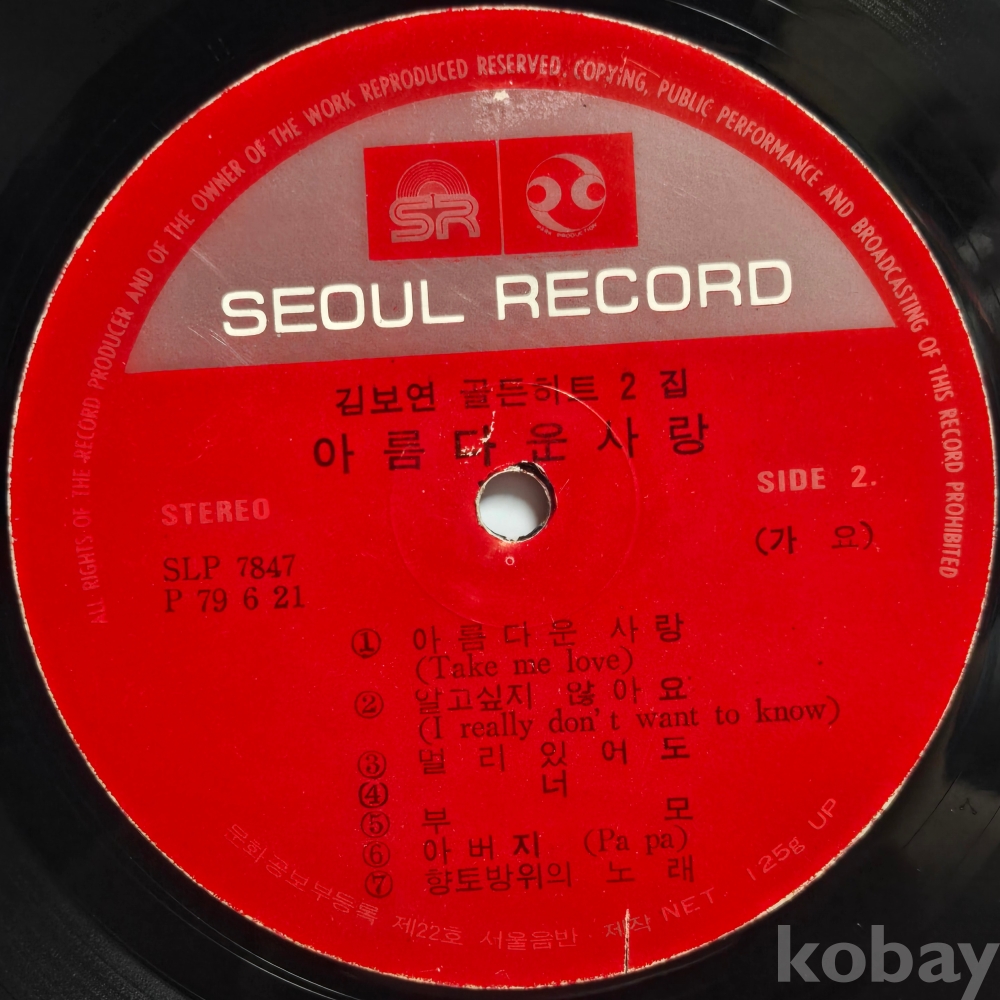 ALL RIGHTS OF THE RECORD PRODUCER AND OF THE OWNER OF THE WORK REPRODUCED RESERVED. COPYING, PUBLIC PERFORMANCE AND BROADCASTING OF THIS RECORD PROHIBITED
SR
PARK PRODUCTION
SEOUL RECORD
김보연 골든히트 2 집
아름다운사랑
STEREO
SIDE 2.
SLP 7847
(가 요)
P 79 6 21
① 아름다운 사랑
(Take me love)
② 알고싶지 않아요
(I really don't want to know)
③ 멀리있어도
④ 너
⑤ 부 모
⑥ 아버지 (Pa pa)
⑦ 향토방위의 노래
문화공보부등록 제22호 서울음반 제작 NET. 125g UP
kobay